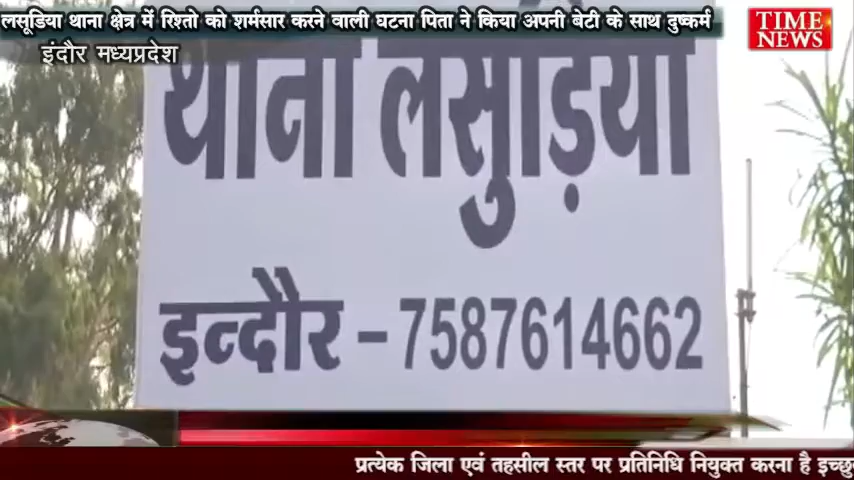 लसूडिया थाना क्षेत्र में रिश्तो को शर्मसार करने वाली घटना पिता ने किया अपनी बेटी के साथ दुष्कर्म
इंदौर मध्यप्रदेश
TIME
NEWS
थाना लसुड़िया
इन्दौर - 7587614662
प्रत्येक जिला एवं तहसील स्तर पर प्रतिनिधि नियुक्त करना है